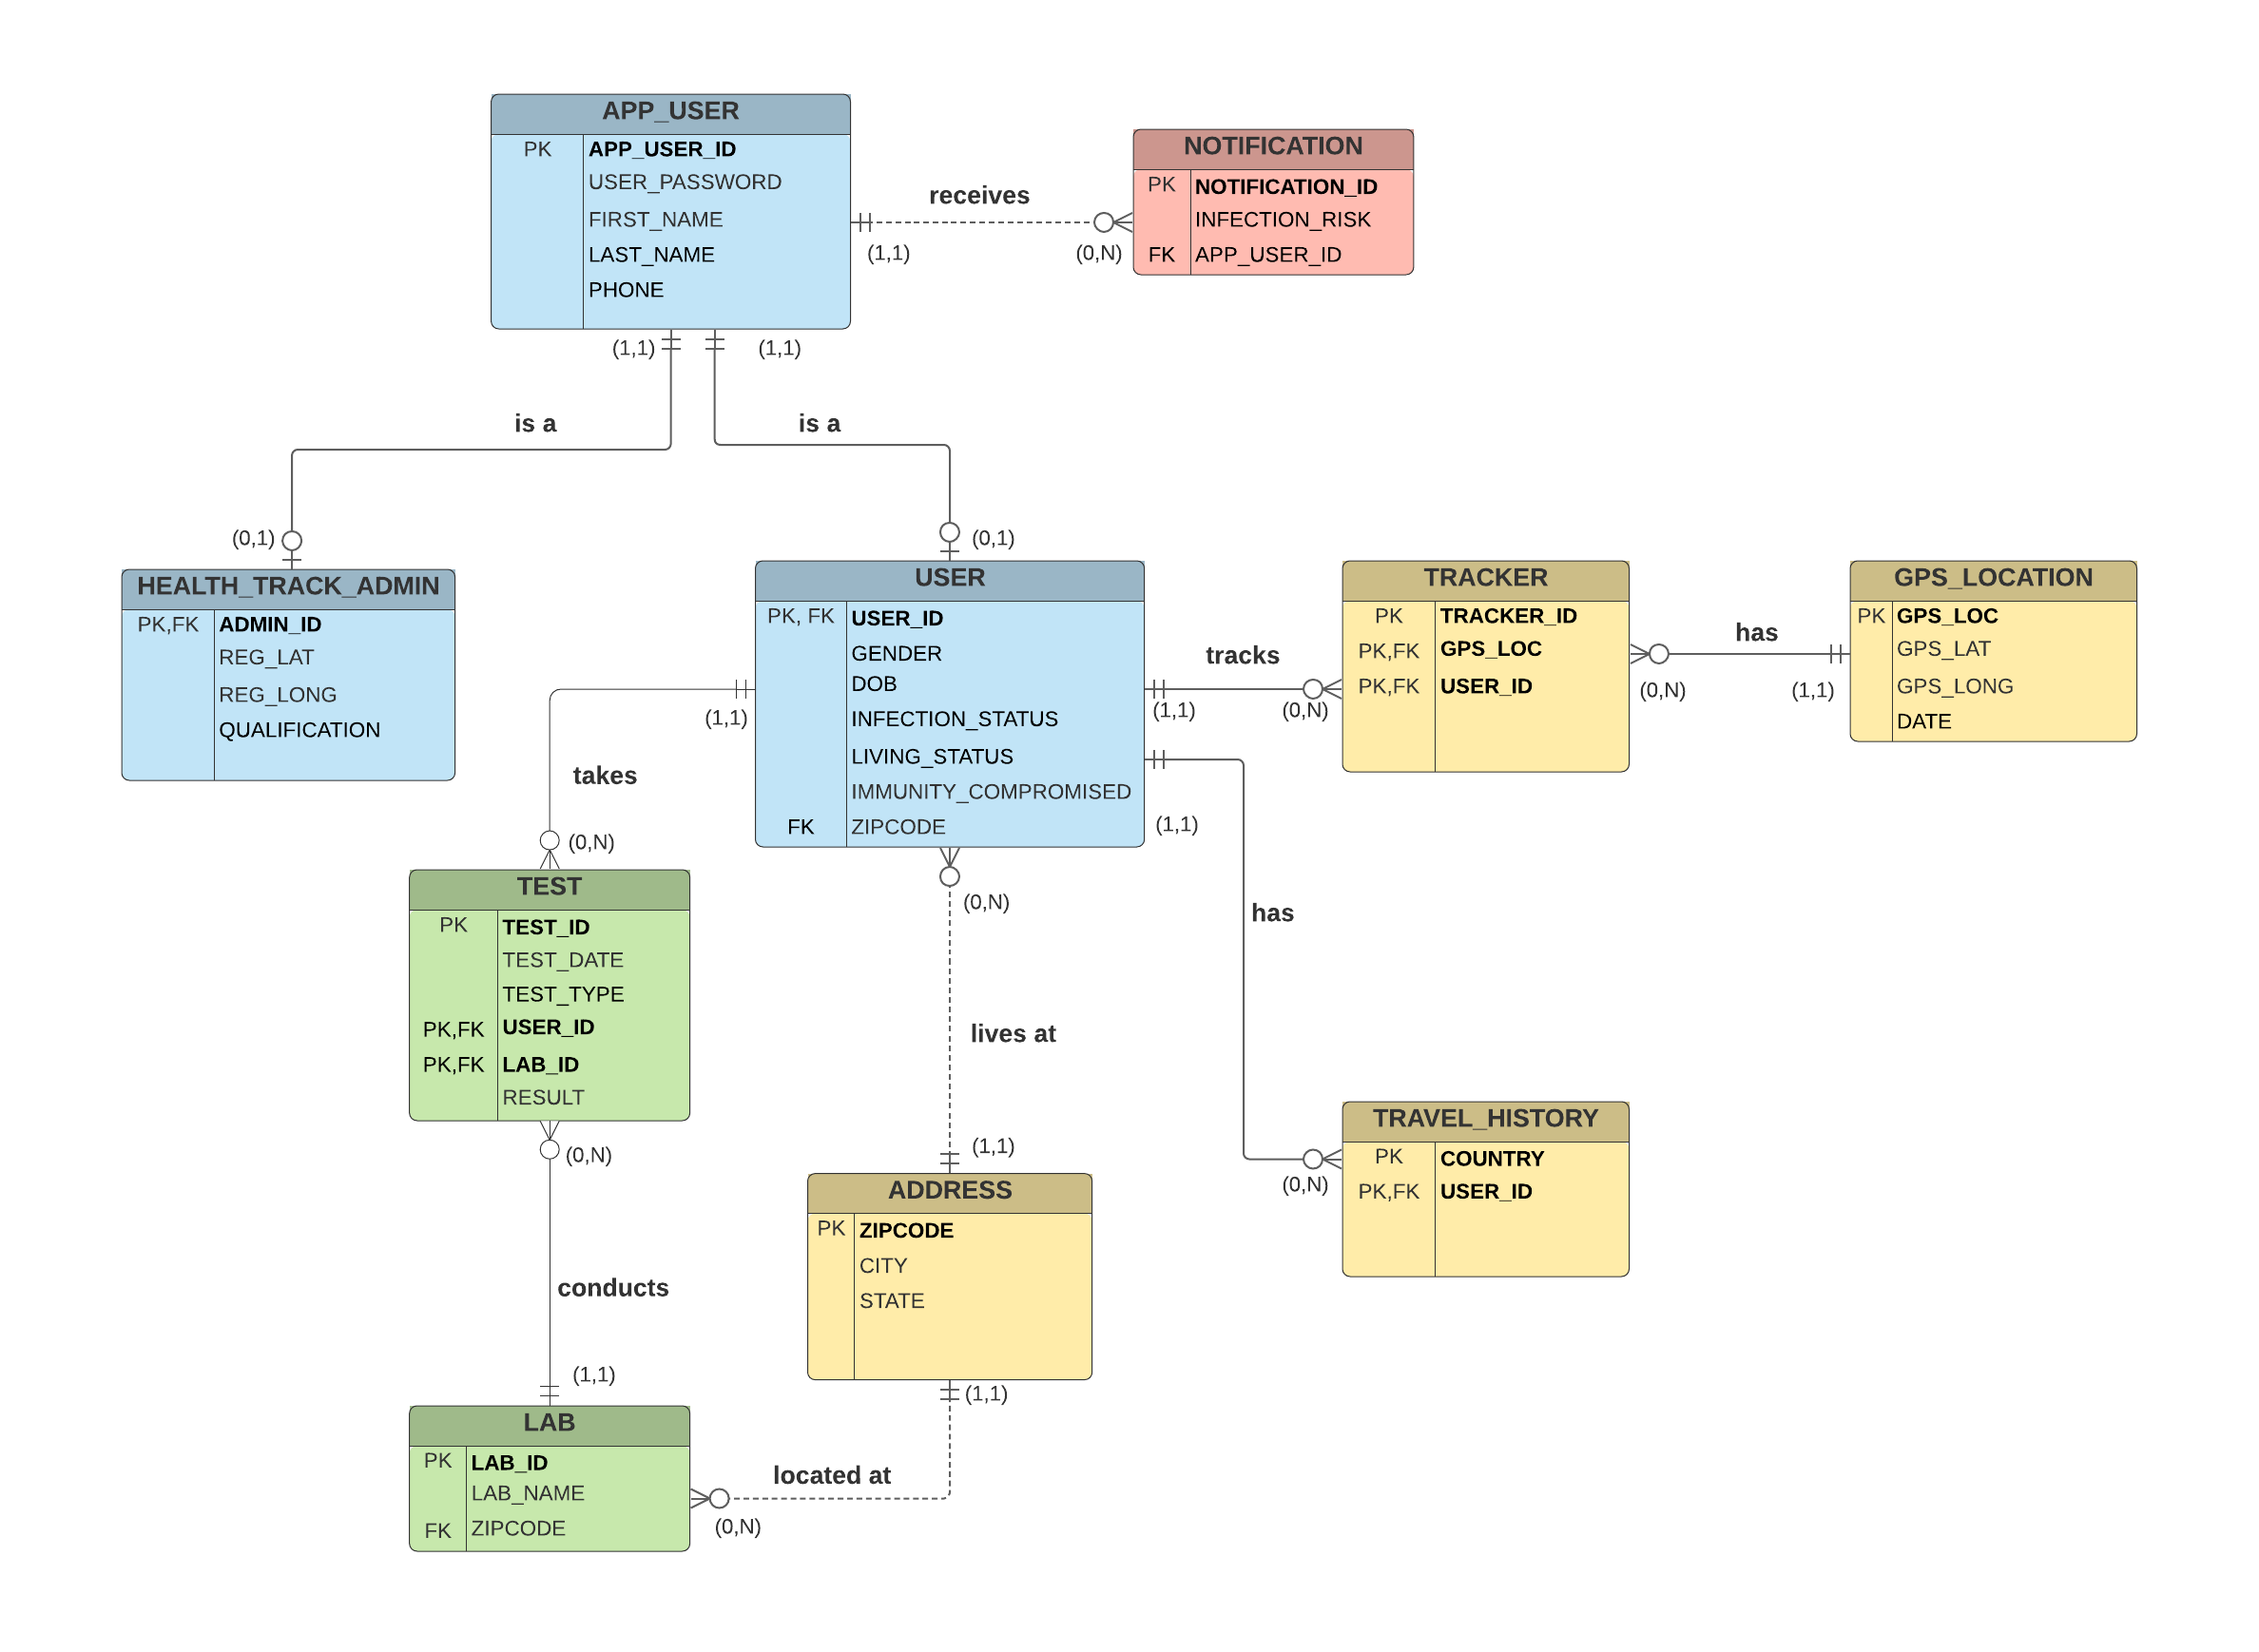 APP_USER
PK APP_USER_ID
USER_PASSWORD
FIRST_NAME
LAST_NAME
PHONE
receives
(1,1)
(0,N)
NOTIFICATION
PK NOTIFICATION_ID
INFECTION_RISK
FK APP_USER_ID
(1,1)
(1,1)
is a
is a
(0,1)
(0,1)
HEALTH_TRACK_ADMIN
PK,FK ADMIN_ID
REG_LAT
REG_LONG
QUALIFICATION
USER
PK, FK USER_ID
GENDER
DOB
INFECTION_STATUS
LIVING_STATUS
IMMUNITY_COMPROMISED
FK ZIPCODE
tracks
(1,1)
(0,N)
TRACKER
PK TRACKER_ID
PK,FK GPS_LOC
PK,FK USER_ID
has
(0,N)
(1,1)
GPS_LOCATION
PK GPS_LOC
GPS_LAT
GPS_LONG
DATE
(1,1)
takes
(0,N)
(1,1)
has
(0,N)
TEST
PK TEST_ID
TEST_DATE
TEST_TYPE
PK,FK USER_ID
PK,FK LAB_ID
RESULT
(0,N)
lives at
(1,1)
TRAVEL_HISTORY
PK COUNTRY
PK,FK USER_ID
(0,N)
conducts
(1,1)
ADDRESS
PK ZIPCODE
CITY
STATE
(1,1)
LAB
PK LAB_ID
LAB_NAME
FK ZIPCODE
located at
(0,N)